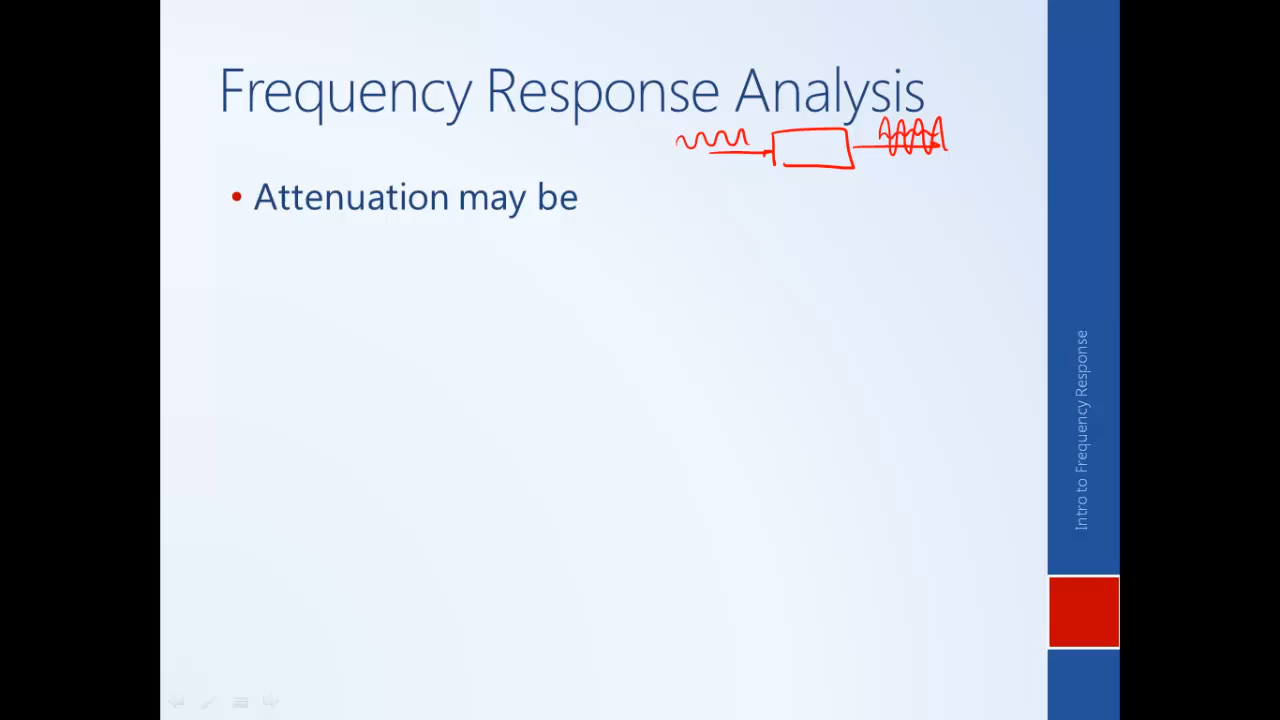 Frequency Response Analysis
• Attenuation may be
Intro to Frequency Response